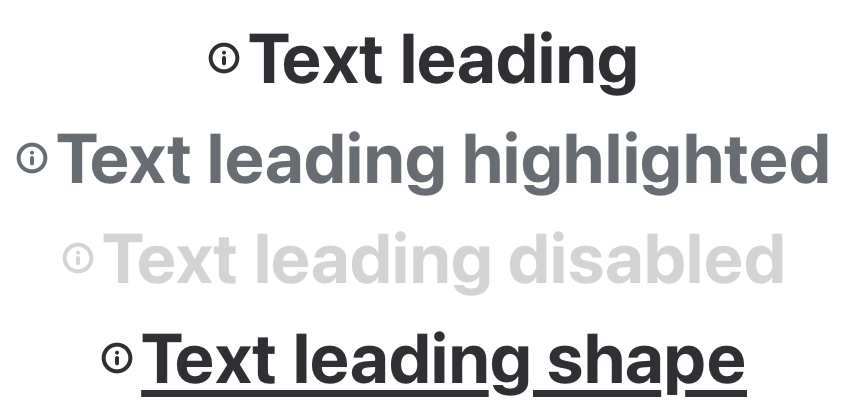 Text leading
Text leading highlighted
Text leading disabled
Text leading shape